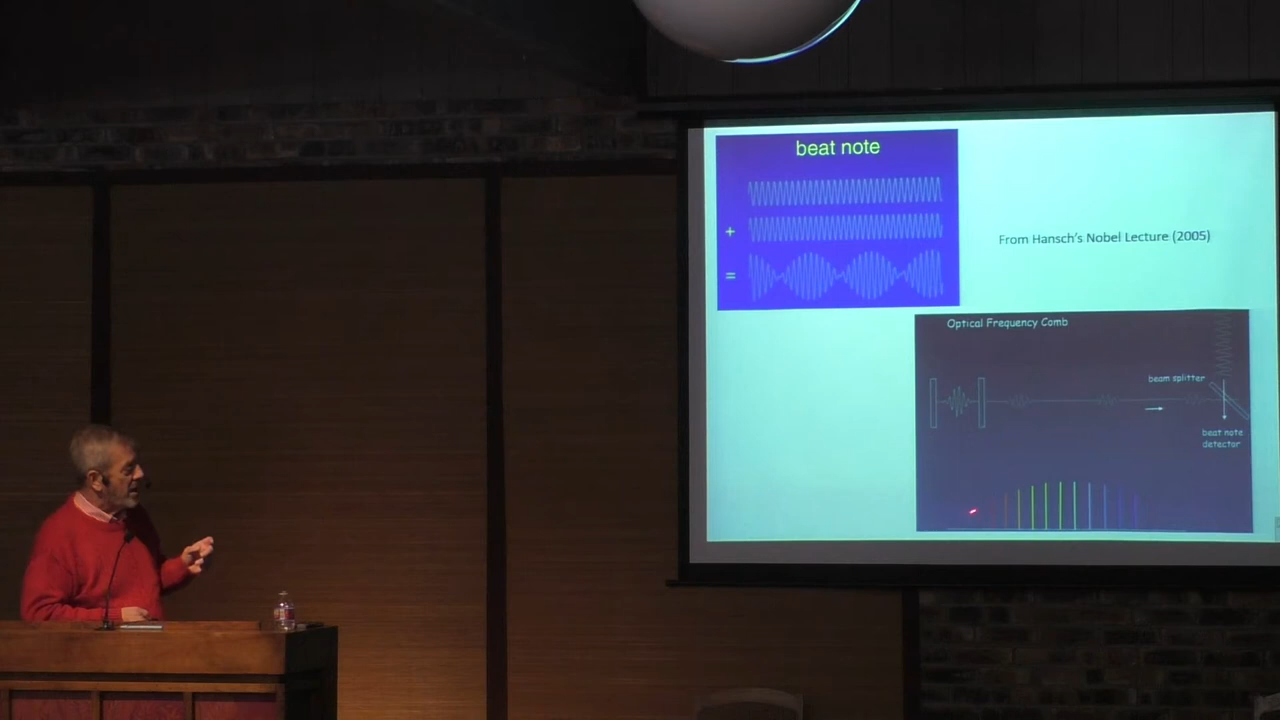 beat note
+
=
From Hansch's Nobel Lecture (2005)
Optical Frequency Comb
beam splitter
beat note
detector